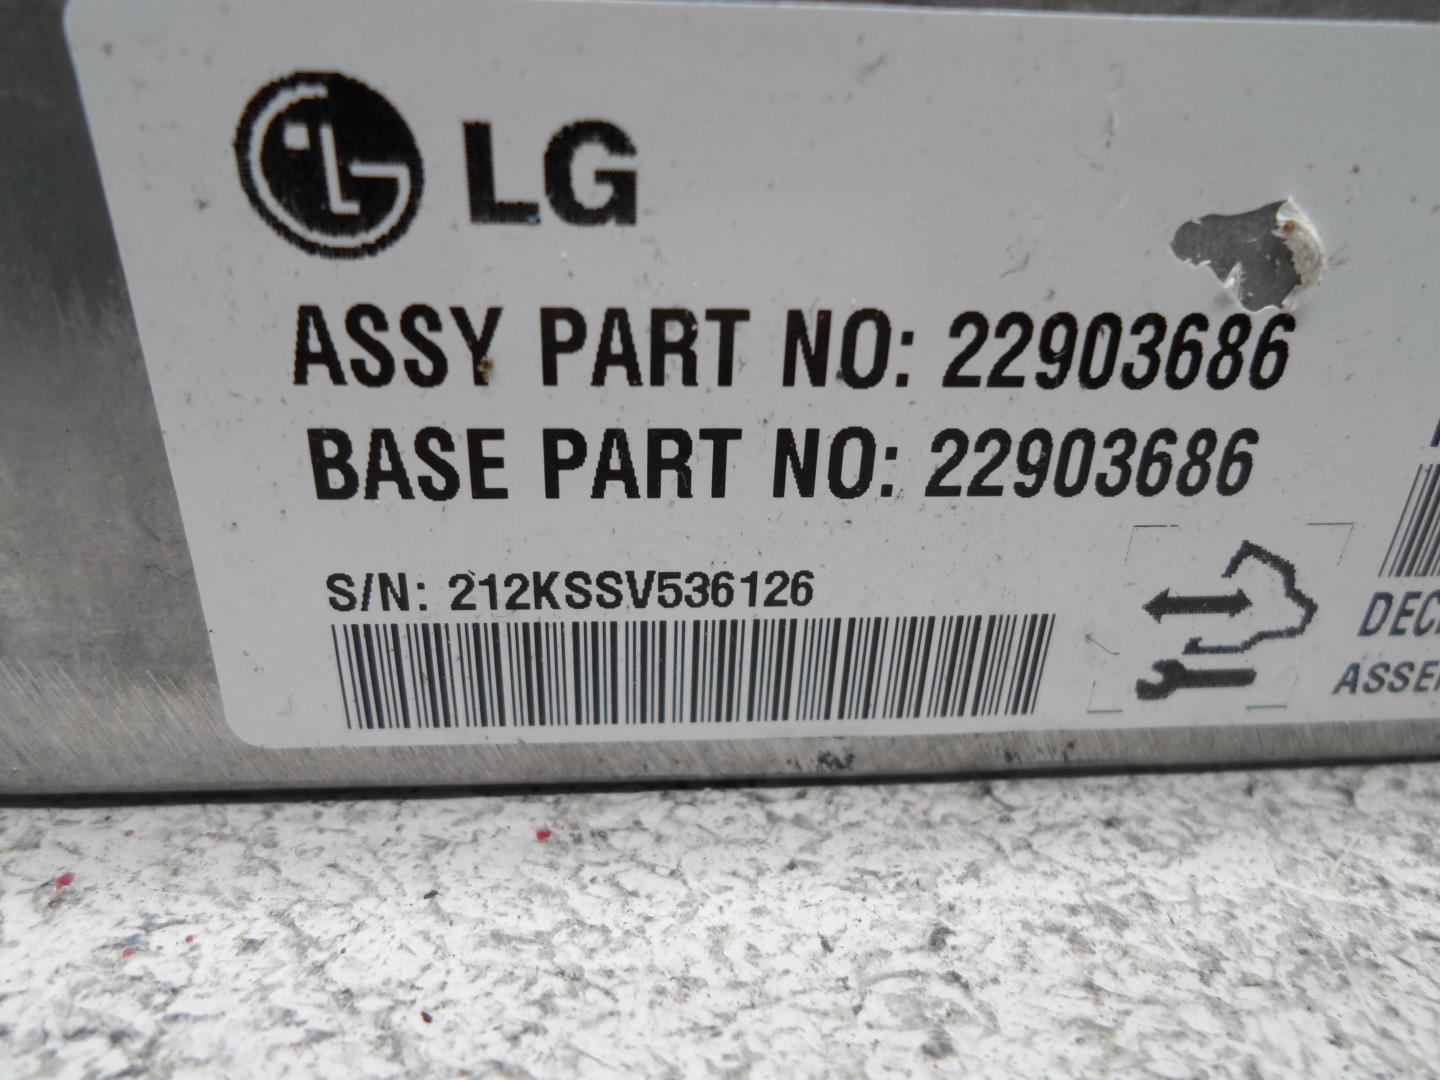 LG
ASSY PART NO: 22903686
BASE PART NO: 22903686
S/N: 212KSSV536126